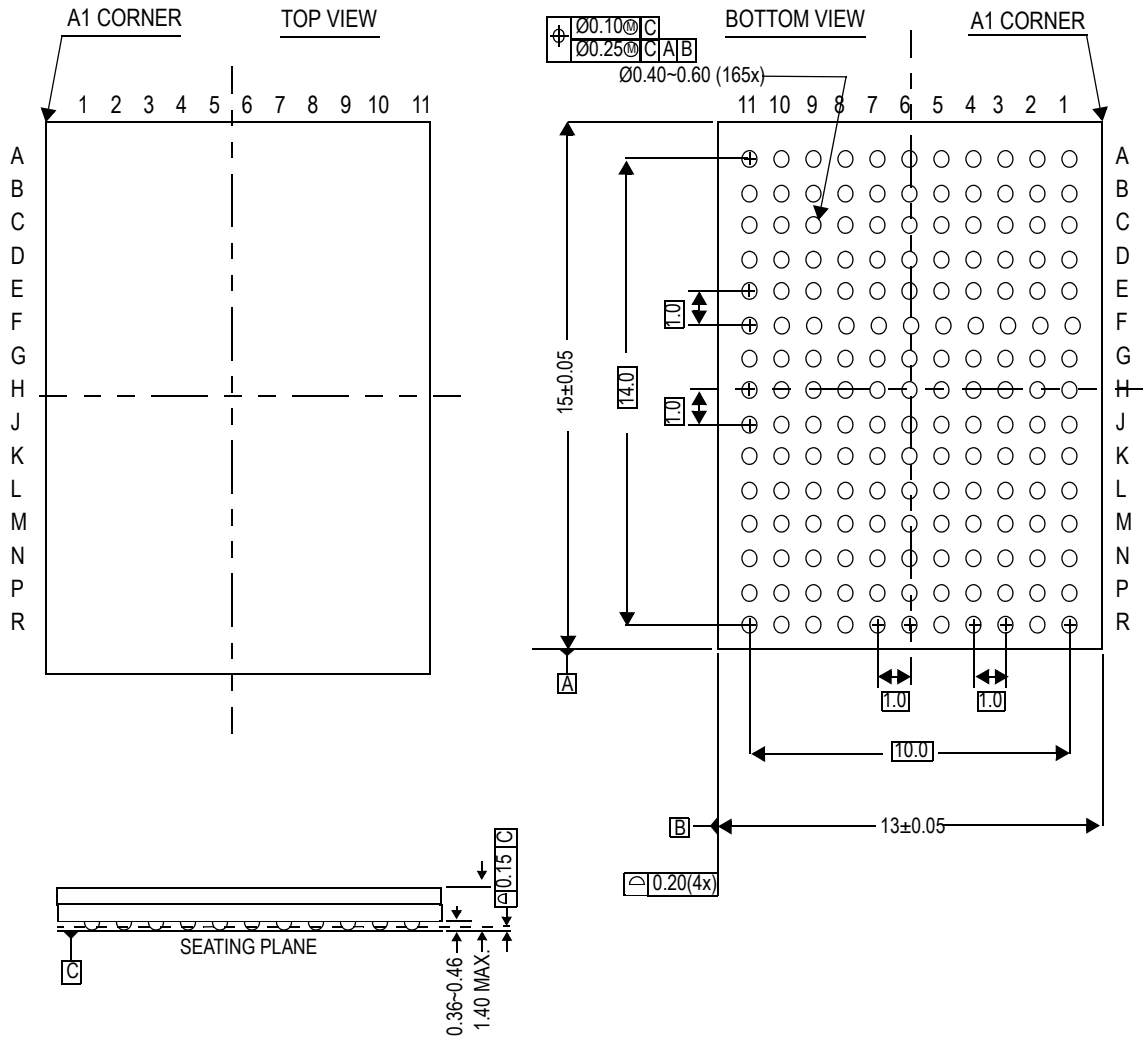 A1 CORNER
TOP VIEW
BOTTOM VIEW
A1 CORNER
Ø0.10Ⓜ C
Ø0.25Ⓜ C A B
Ø0.40~0.60 (165x)
1 2 3 4 5 6 7 8 9 10 11
11 10 9 8 7 6 5 4 3 2 1
A
B
C
D
E
F
G
H
J
K
L
M
N
P
R
A
B
C
D
E
F
G
H
J
K
L
M
N
P
R
15±0.05
14.0
1.0
1.0
A
1.0
1.0
10.0
B
13±0.05
0.20(4x)
0.15 C
SEATING PLANE
C
0.36~0.46
1.40 MAX.